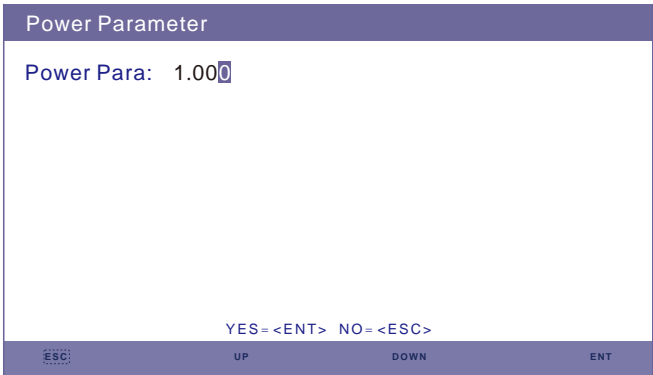 Power Parameter
Power Para: 1.000
YES=<ENT> NO=<ESC>
ESC UP DOWN ENT